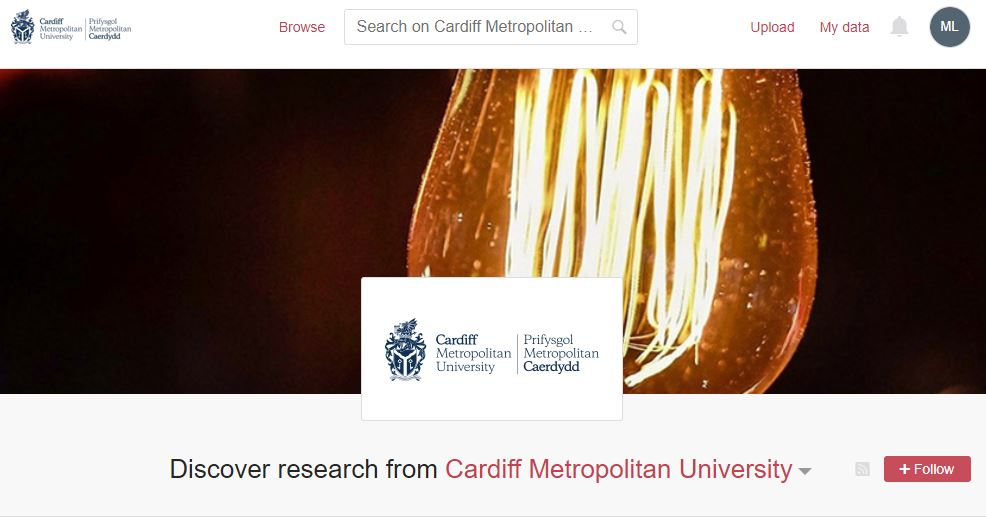 Cardiff
Metropolitan
University
Prifysgol
Metropolitan
Caerdydd
Browse
Search on Cardiff Metropolitan ...
Upload
My data
ML
Cardiff
Metropolitan
University
Prifysgol
Metropolitan
Caerdydd
Discover research from Cardiff Metropolitan University
+ Follow